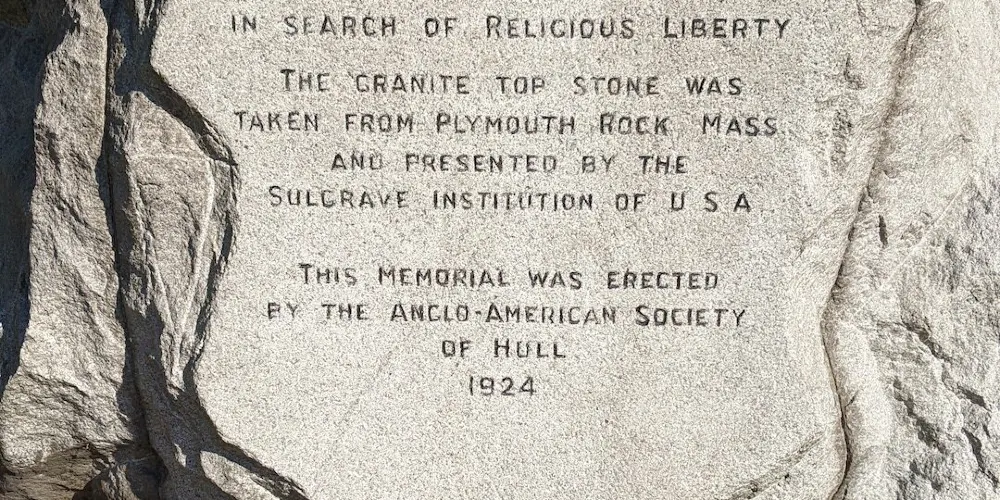 IN SEARCH OF RELIGIOUS LIBERTY
THE GRANITE TOP STONE WAS
TAKEN FROM PLYMOUTH ROCK MASS
AND PRESENTED BY THE
SULGRAVE INSTITUTION OF U S A
THIS MEMORIAL WAS ERECTED
BY THE ANGLO-AMERICAN SOCIETY
OF HULL
1924